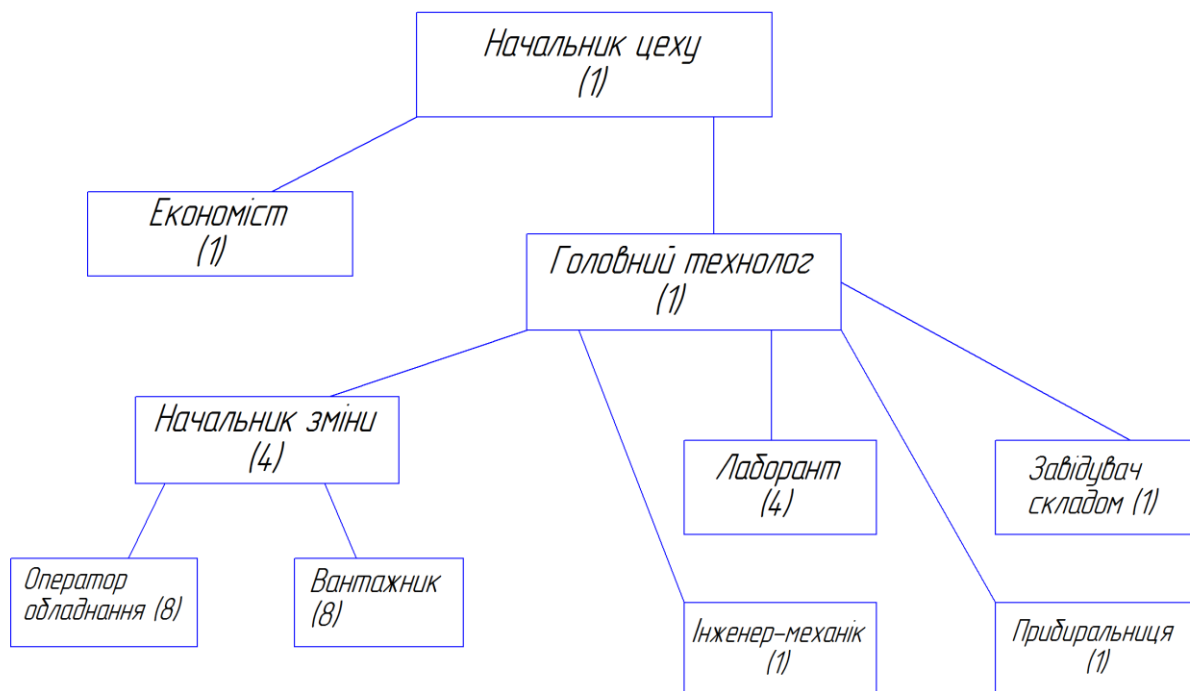 Начальник цеху
(1)
Економіст
(1)
Головний технолог
(1)
Начальник зміни
(4)
Лаборант
(4)
Завідувач
складом (1)
Оператор
обладнання (8)
Вантажник
(8)
Інженер-механік
(1)
Прибиральниця
(1)